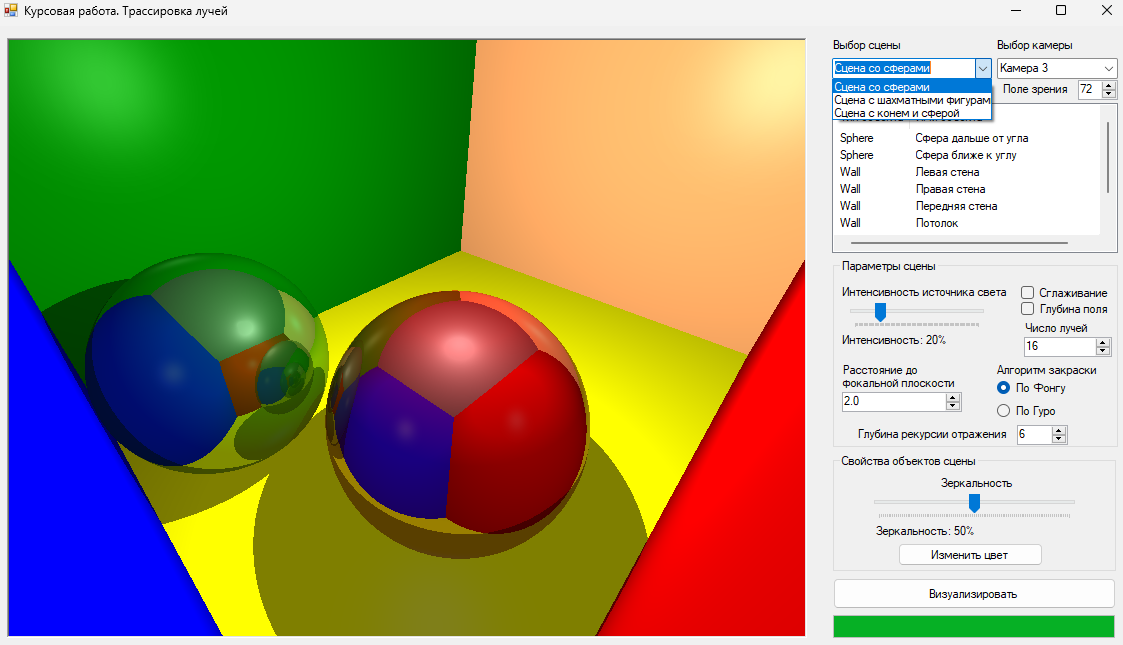 Курсовая работа. Трассировка лучей
Выбор сцены
Выбор камеры
Сцена со сферами
Камера 3
Сцена со сферами
Сцена с шахматными фигурам
Сцена с конем и сферой
Поле зрения 72
Sphere Сфера дальше от угла
Sphere Сфера ближе к углу
Wall Левая стена
Wall Правая стена
Wall Передняя стена
Wall Потолок
Параметры сцены
Интенсивность источника света
Интенсивность: 20%
Сглаживание
Глубина поля
Число лучей
16
Расстояние до
фокальной плоскости
2.0
Алгоритм закраски
По Фонгу
По Гуро
Глубина рекурсии отражения 6
Свойства объектов сцены
Зеркальность
Зеркальность: 50%
Изменить цвет
Визуализировать